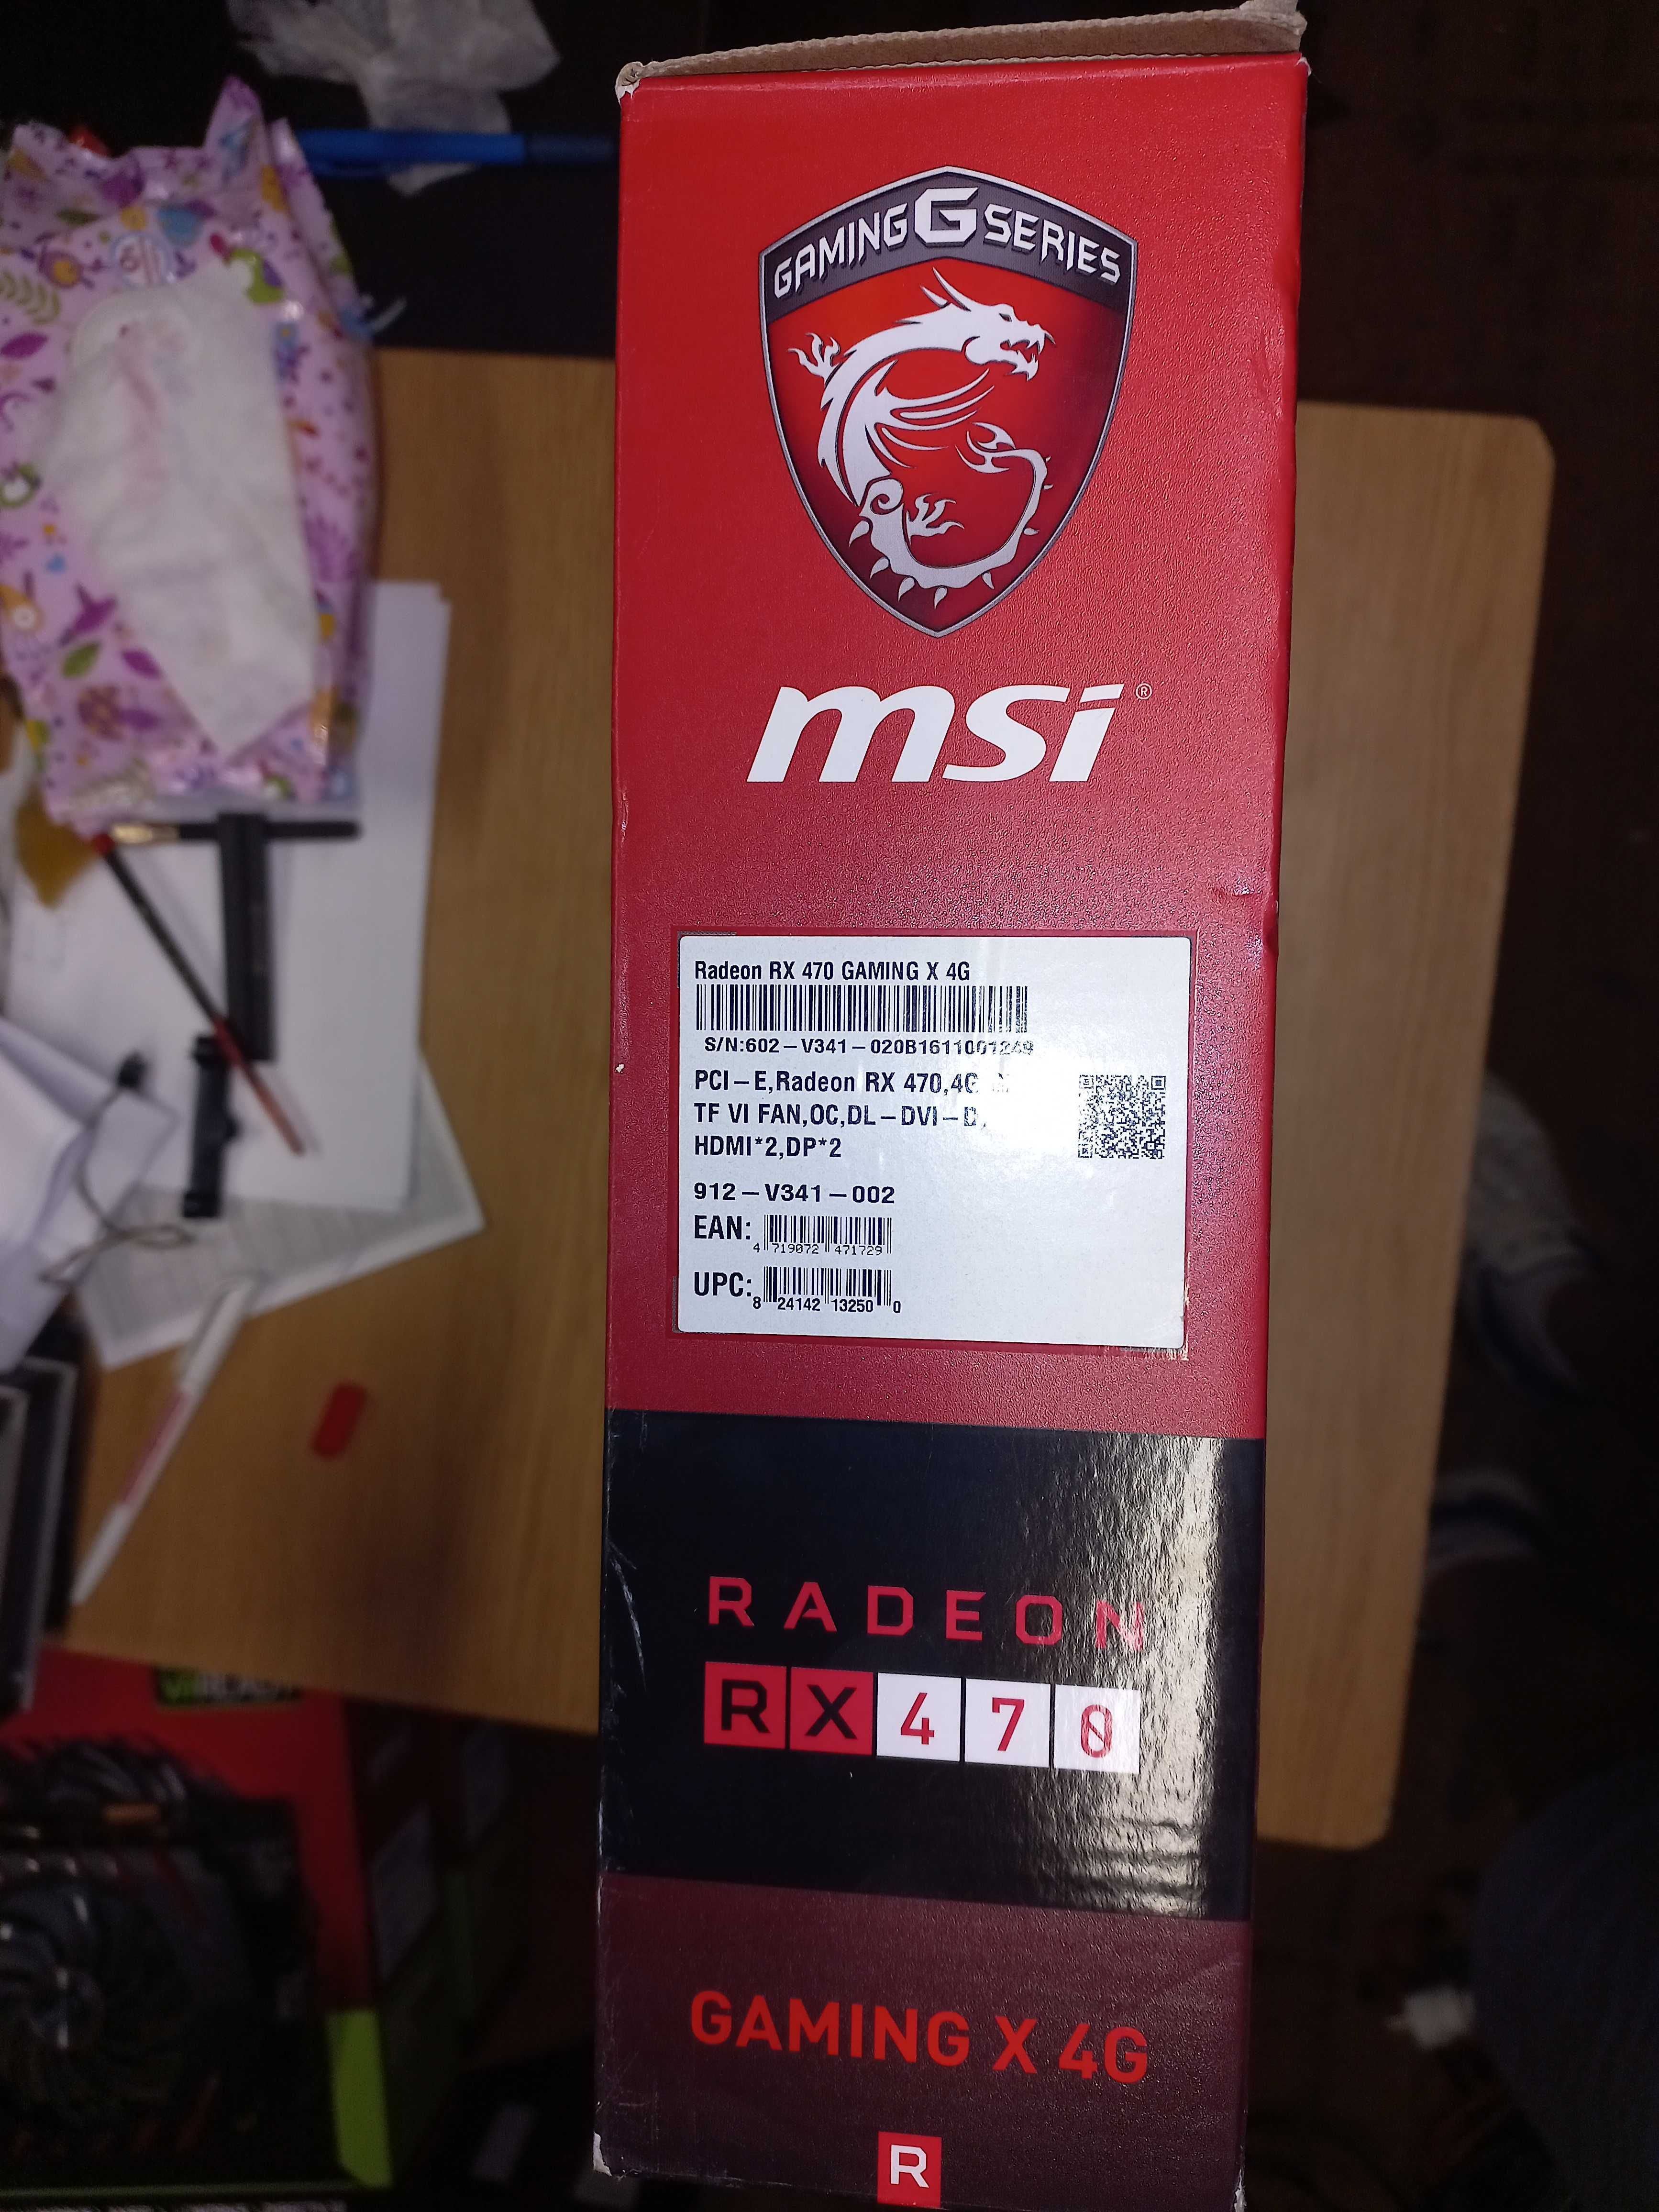 GAMING G SERIES
msi®
Radeon RX 470 GAMING X 4G
S/N:602-V341-020B1611001249
PCI-E,Radeon RX 470,4G
TF VI FAN,OC,DL-DVI-D,
HDMI*2,DP*2
912-V341-002
EAN:
4 719072 471729
UPC:
8 24142 13250 0
RADEON
RX470
GAMING X 4G
R